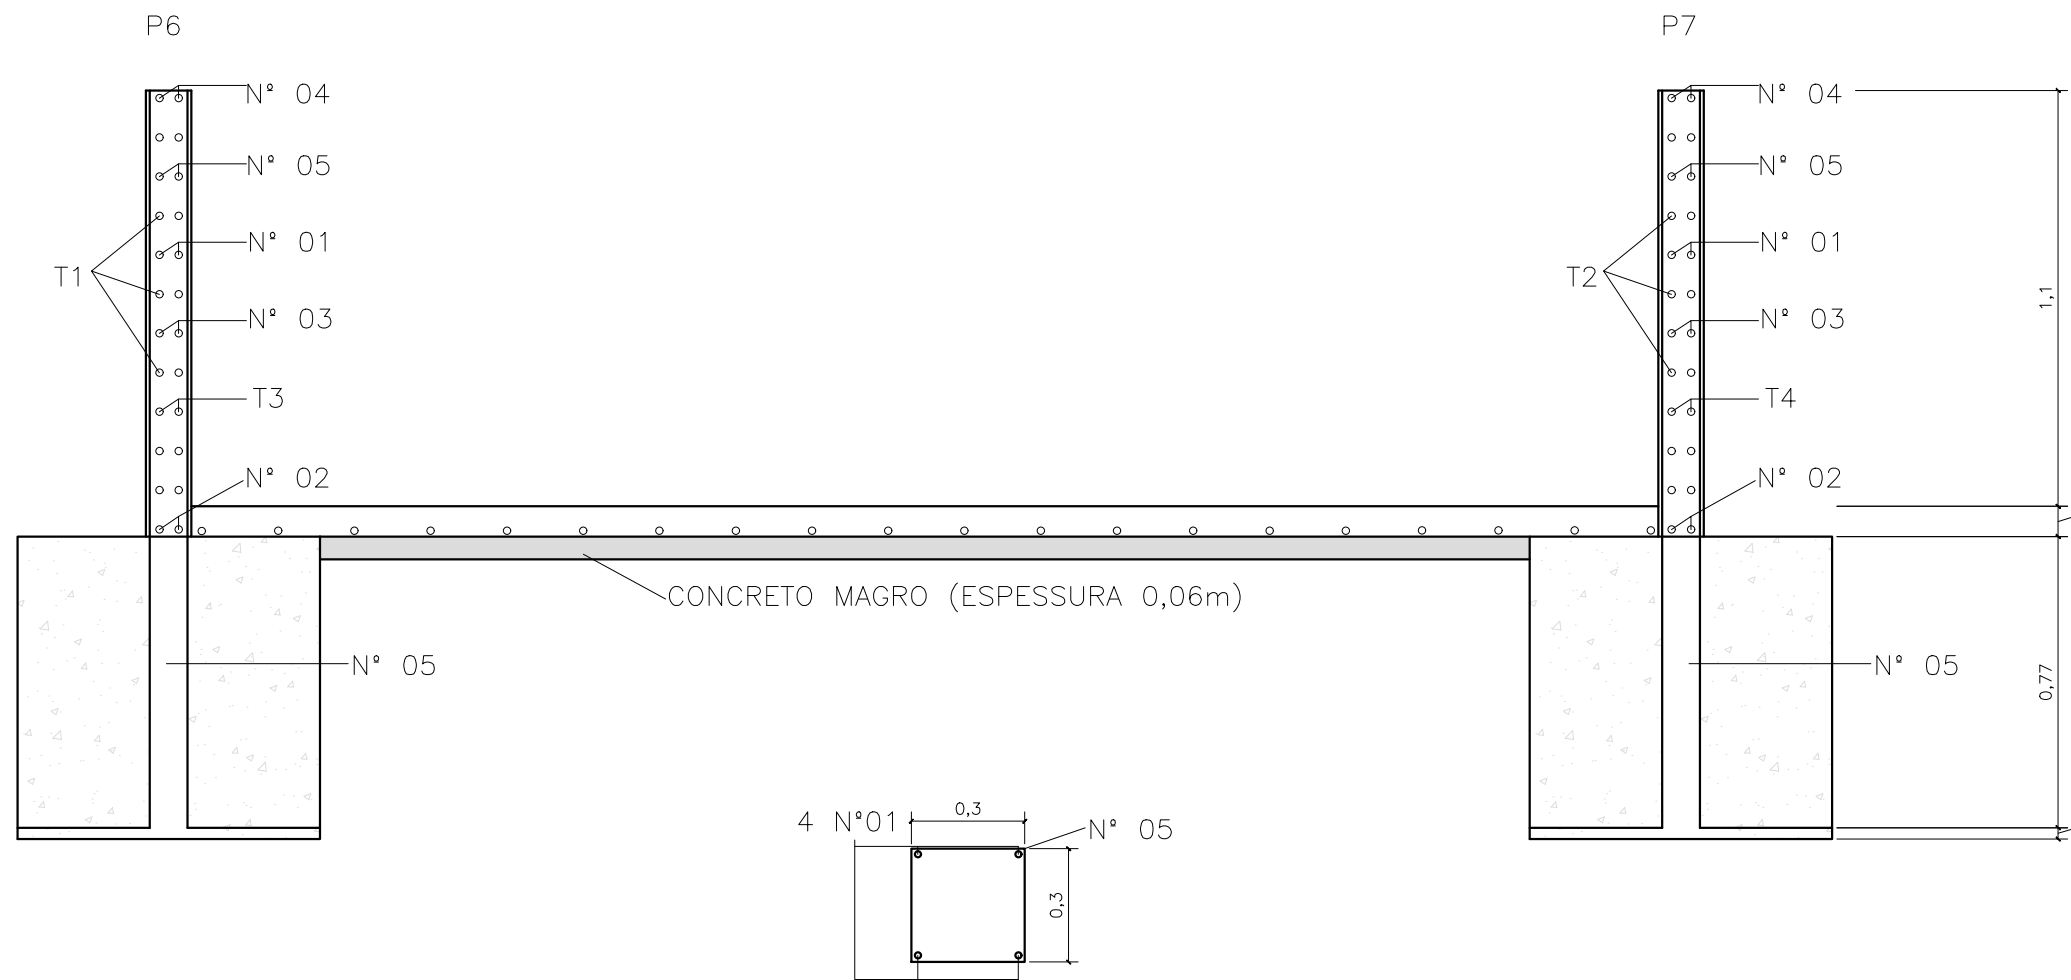 P6
P7
N° 04
N° 04
N° 05
N° 05
N° 01
N° 01
T1
T2
1,1
N° 03
N° 03
T3
T4
N° 02
N° 02
CONCRETO MAGRO (ESPESSURA 0,06m)
N° 05
N° 05
0,77
0,3
4 N°01
N° 05
0,3